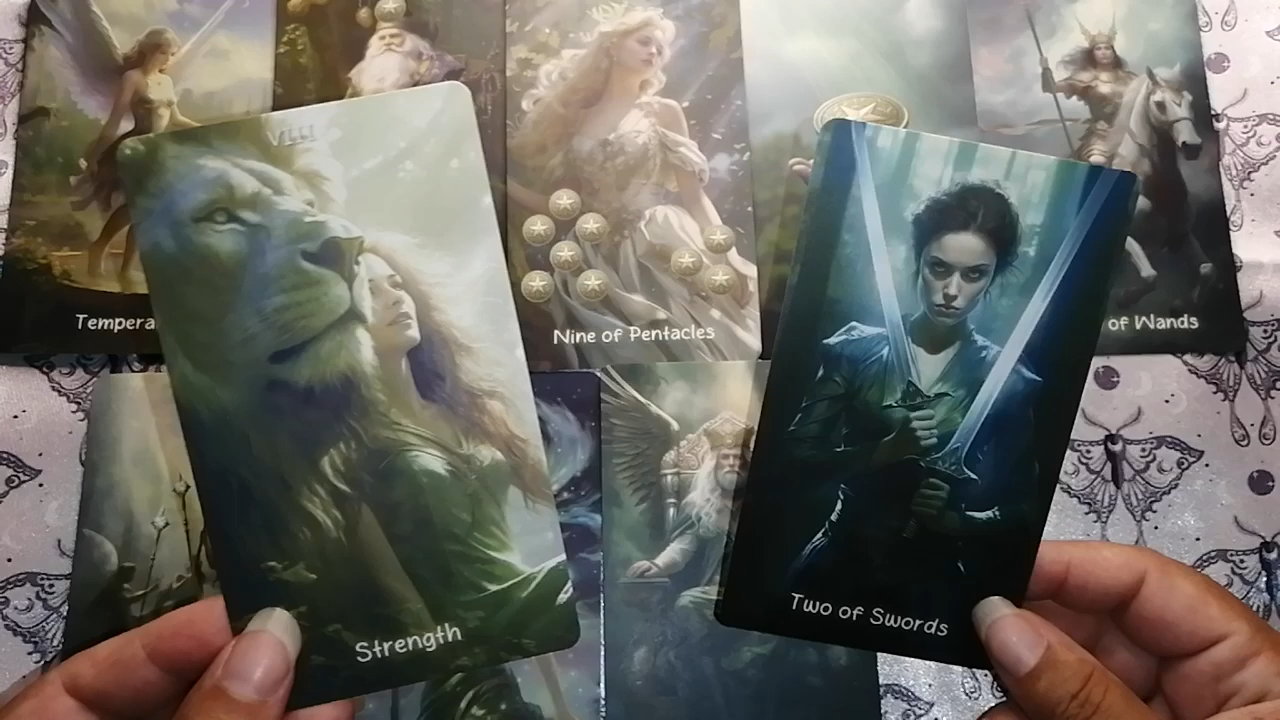 VIII
Tempera
Nine of Pentacles
of Wands
Strength
Two of Swords